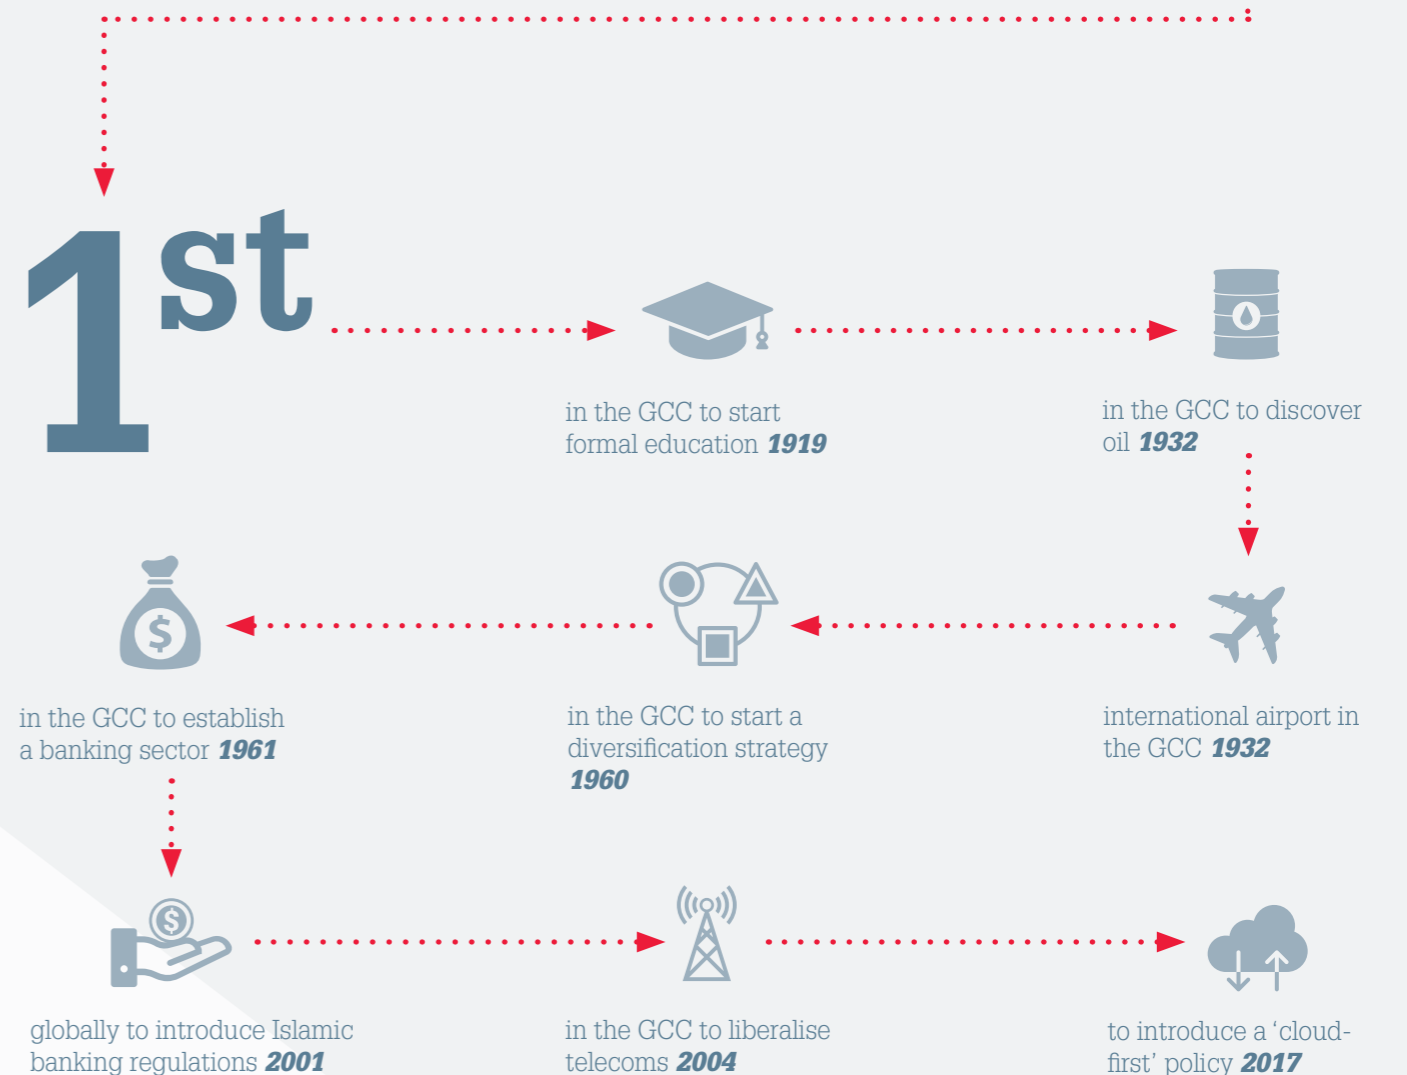 1st
in the GCC to start
formal education 1919
in the GCC to discover
oil 1932
international airport in
the GCC 1932
in the GCC to start a
diversification strategy
1960
in the GCC to establish
a banking sector 1961
globally to introduce Islamic
banking regulations 2001
in the GCC to liberalise
telecoms 2004
to introduce a ‘cloud-
first’ policy 2017